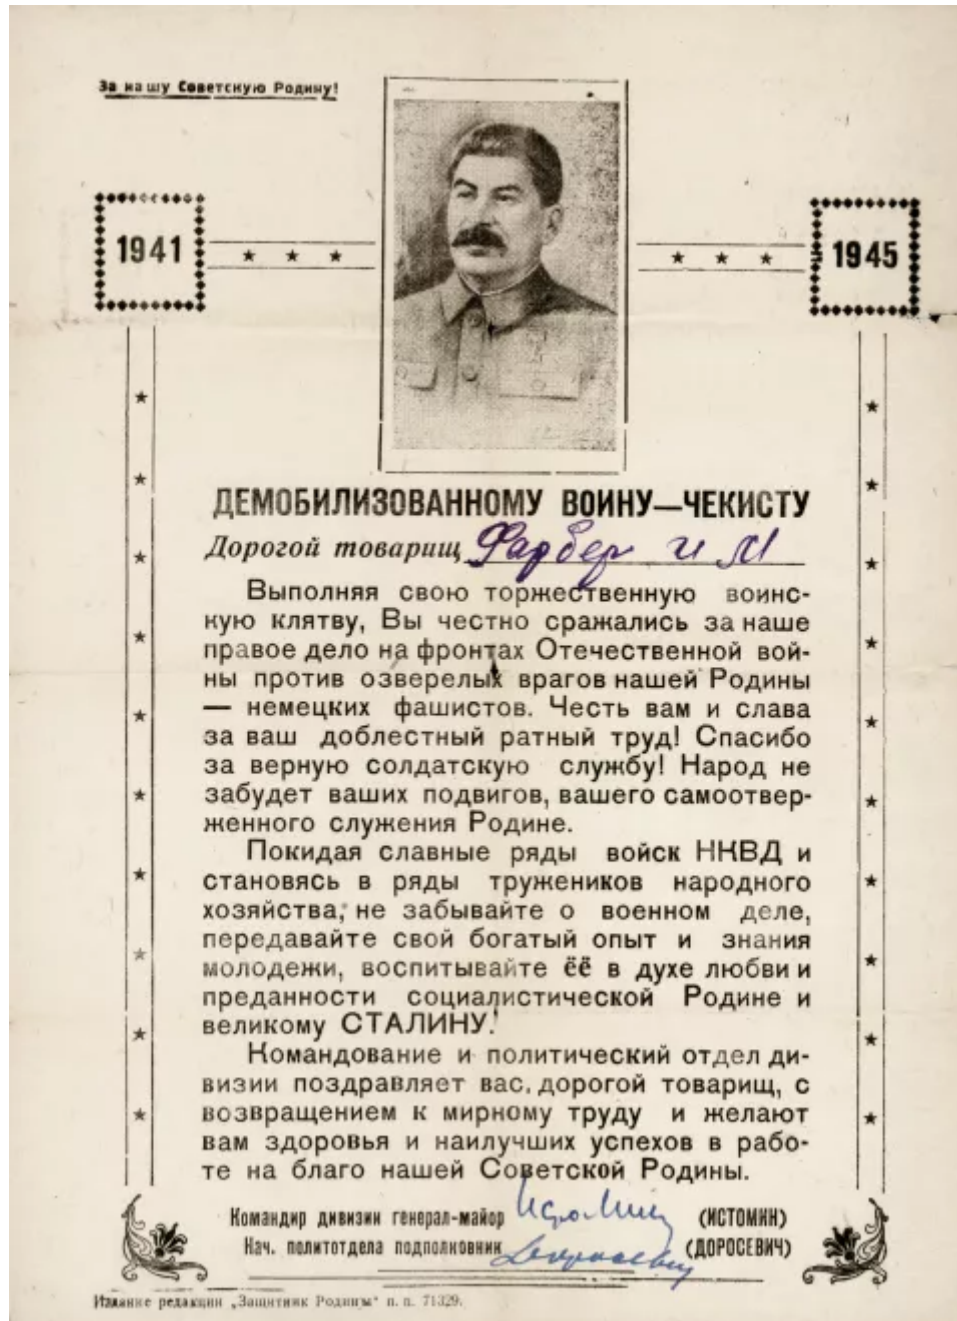 За нашу Советскую Родину!
1941
1945
ДЕМОБИЛИЗОВАННОМУ ВОИНУ—ЧЕКИСТУ
Дорогой товарищ Фарбер И М
Выполняя свою торжественную воинс-
кую клятву, Вы честно сражались за наше
правое дело на фронтах Отечественной вой-
ны против озверелых врагов нашей Родины
— немецких фашистов. Честь вам и слава
за ваш доблестный ратный труд! Спасибо
за верную солдатскую службу! Народ не
забудет ваших подвигов, вашего самоотвер-
женного служения Родине.
Покидая славные ряды войск НКВД и
становясь в ряды тружеников народного
хозяйства, не забывайте о военном деле,
передавайте свой богатый опыт и знания
молодежи, воспитывайте ёё в духе любви и
преданности социалистической Родине и
великому СТАЛИНУ!
Командование и политический отдел ди-
визии поздравляет вас, дорогой товарищ, с
возвращением к мирному труду и желают
вам здоровья и наилучших успехов в рабо-
те на благо нашей Советской Родины.
Командир дивизии генерал-майор Истомин (ИСТОМИН)
Нач. политотдела подполковник Доросевич (ДОРОСЕВИЧ)
Издание редакции „Защитник Родины“ п. п. 71329.